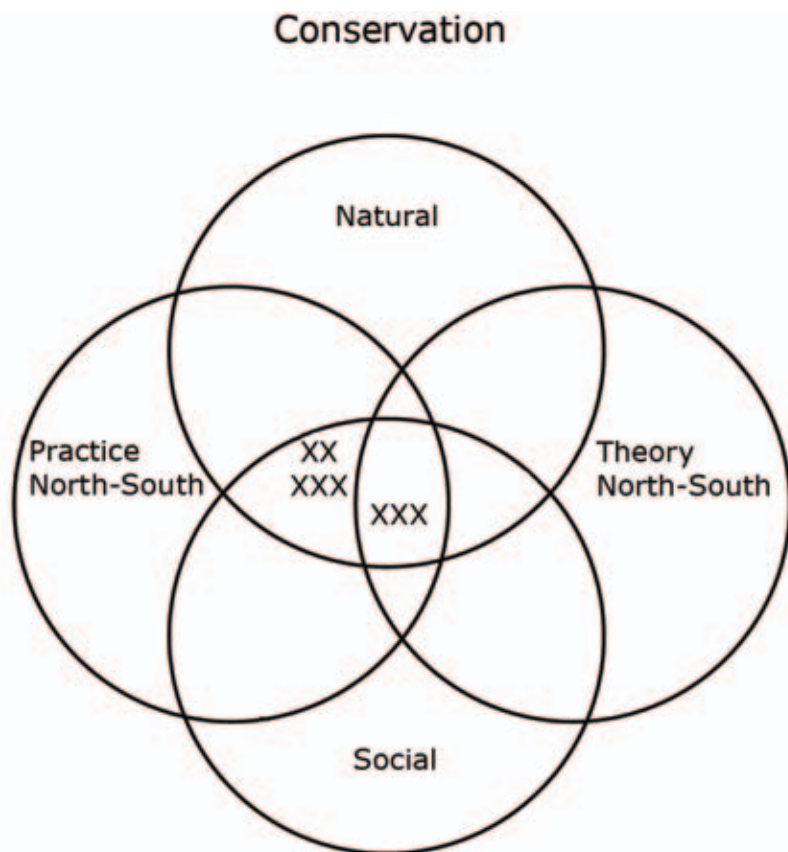 Conservation
Natural
Practice
North-South
XX
XXX
XXX
Theory
North-South
Social